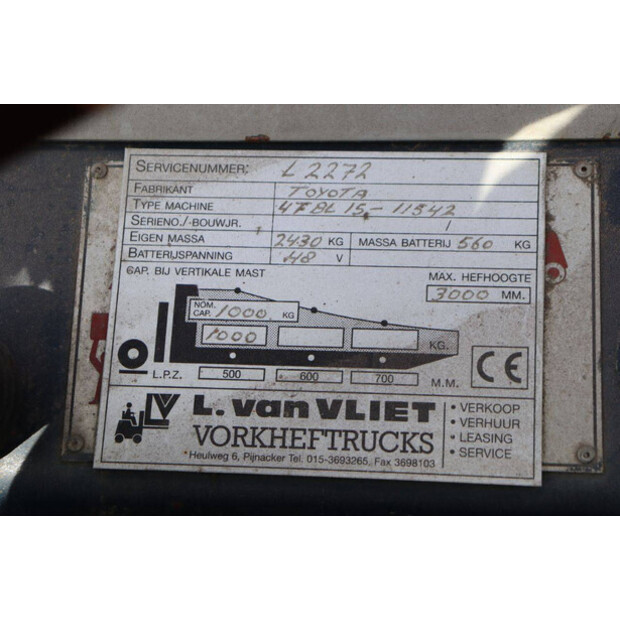 SERVICENUMMER: L 2272
FABRIKANT TOYOTA
TYPE MACHINE 4FBL 15 - 11542
SERIENO./-BOUWJR. /
EIGEN MASSA 2430 KG MASSA BATTERIJ 560 KG
BATTERIJSPANNING 48 V
CAP. BIJ VERTIKALE MAST MAX. HEFHOOGTE
3000 MM.
NOM. CAP. 1000 KG
1000 KG.
L.P.Z. 500 600 700 M.M.
CE
LV L. van VLIET
VORKHEFTRUCKS
Heulweg 6, Pijnacker Tel. 015-3693265, Fax 3698103
• VERKOOP
• VERHUUR
• LEASING
• SERVICE